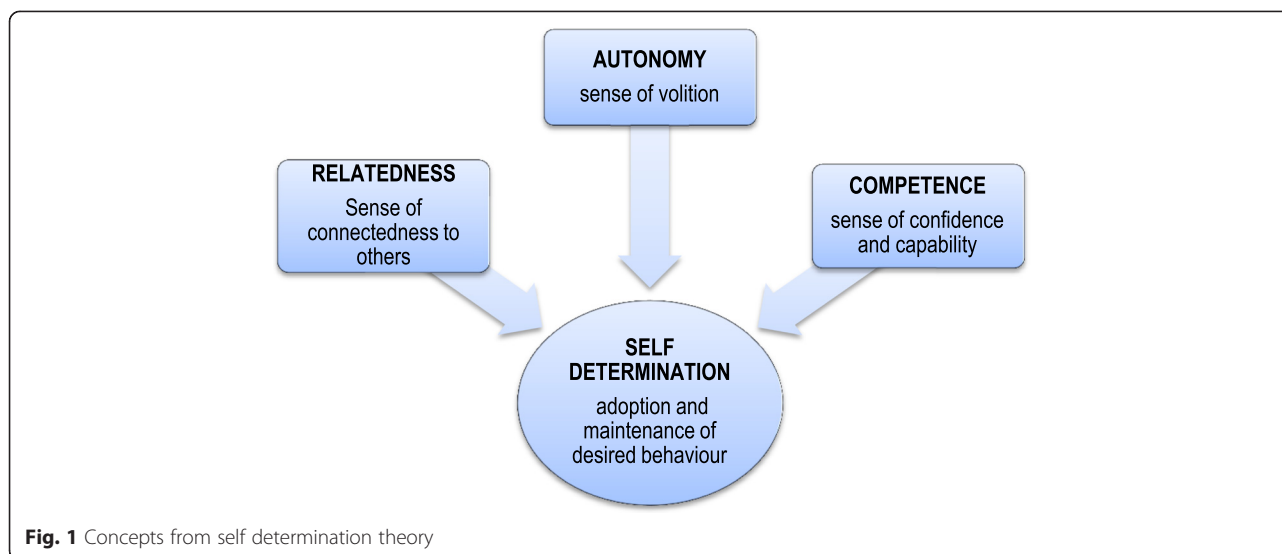 AUTONOMY
sense of volition
RELATEDNESS
Sense of
connectedness to
others
COMPETENCE
sense of confidence
and capability
SELF
DETERMINATION
adoption and
maintenance of
desired behaviour
Fig. 1 Concepts from self determination theory